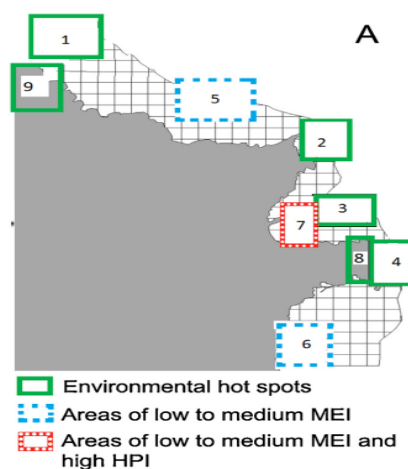 A
1
9
5
2
3
7
8
4
6
Environmental hot spots
Areas of low to medium MEI
Areas of low to medium MEI and
high HPI